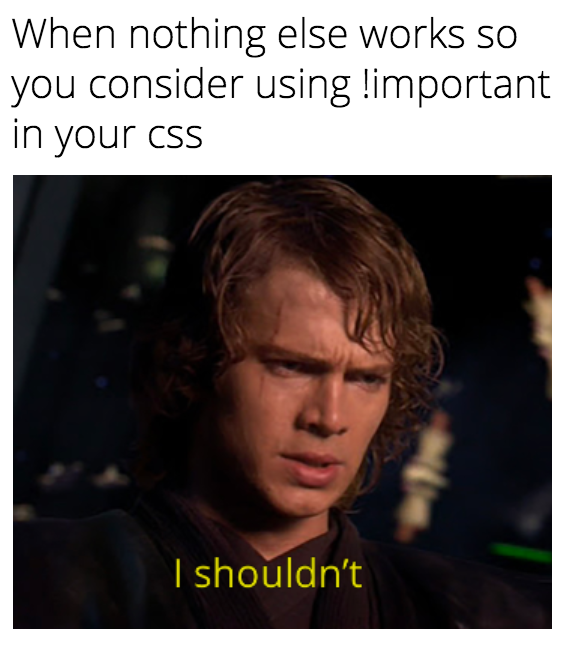 When nothing else works so
you consider using !important
in your css
I shouldn't